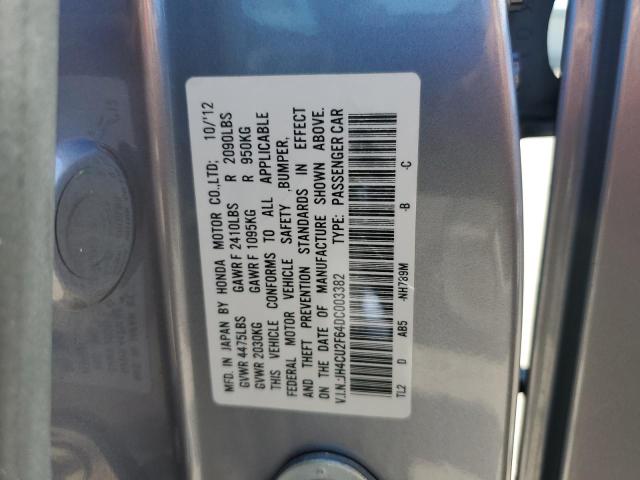 MFD. IN JAPAN BY HONDA MOTOR CO.,LTD; 10/'12
GVWR 4475LBS GAWR F 2410LBS R 2090LBS
GVWR 2030KG GAWR F 1095KG R 950KG
THIS VEHICLE CONFORMS TO ALL APPLICABLE
FEDERAL MOTOR VEHICLE SAFETY ,BUMPER,
AND THEFT PREVENTION STANDARDS IN EFFECT
ON THE DATE OF MANUFACTURE SHOWN ABOVE.
V.I.N.:JH4CU2F64DC003382 TYPE: PASSENGER CAR
TL2 D AB5 -NH789M -B -C